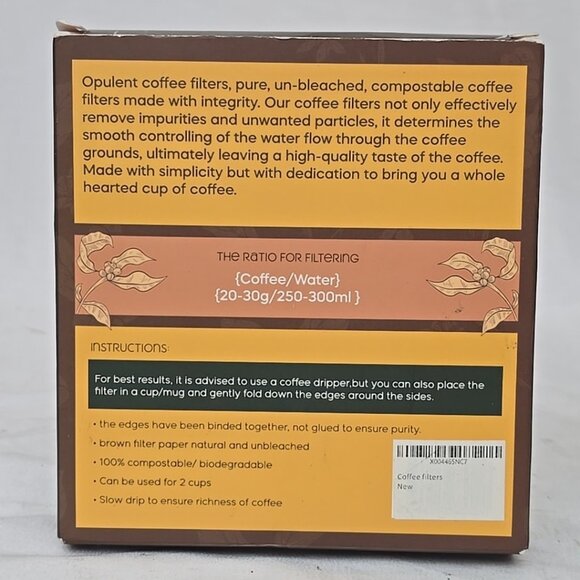 Opulent coffee filters, pure, un-bleached, compostable coffee
filters made with integrity. Our coffee filters not only effectively
remove impurities and unwanted particles, it determines the
smooth controlling of the water flow through the coffee
grounds, ultimately leaving a high-quality taste of the coffee.
Made with simplicity but with dedication to bring you a whole
hearted cup of coffee.
THE RATIO FOR FILTERING
{Coffee/Water}
{20-30g/250-300ml }
INSTRUCTIONS:
For best results, it is advised to use a coffee dripper,but you can also place the
filter in a cup/mug and gently fold down the edges around the sides.
• the edges have been binded together, not glued to ensure purity.
• brown filter paper natural and unbleached
• 100% compostable/ biodegradable
• Can be used for 2 cups
• Slow drip to ensure richness of coffee
X004465NC7
Coffee filters
New